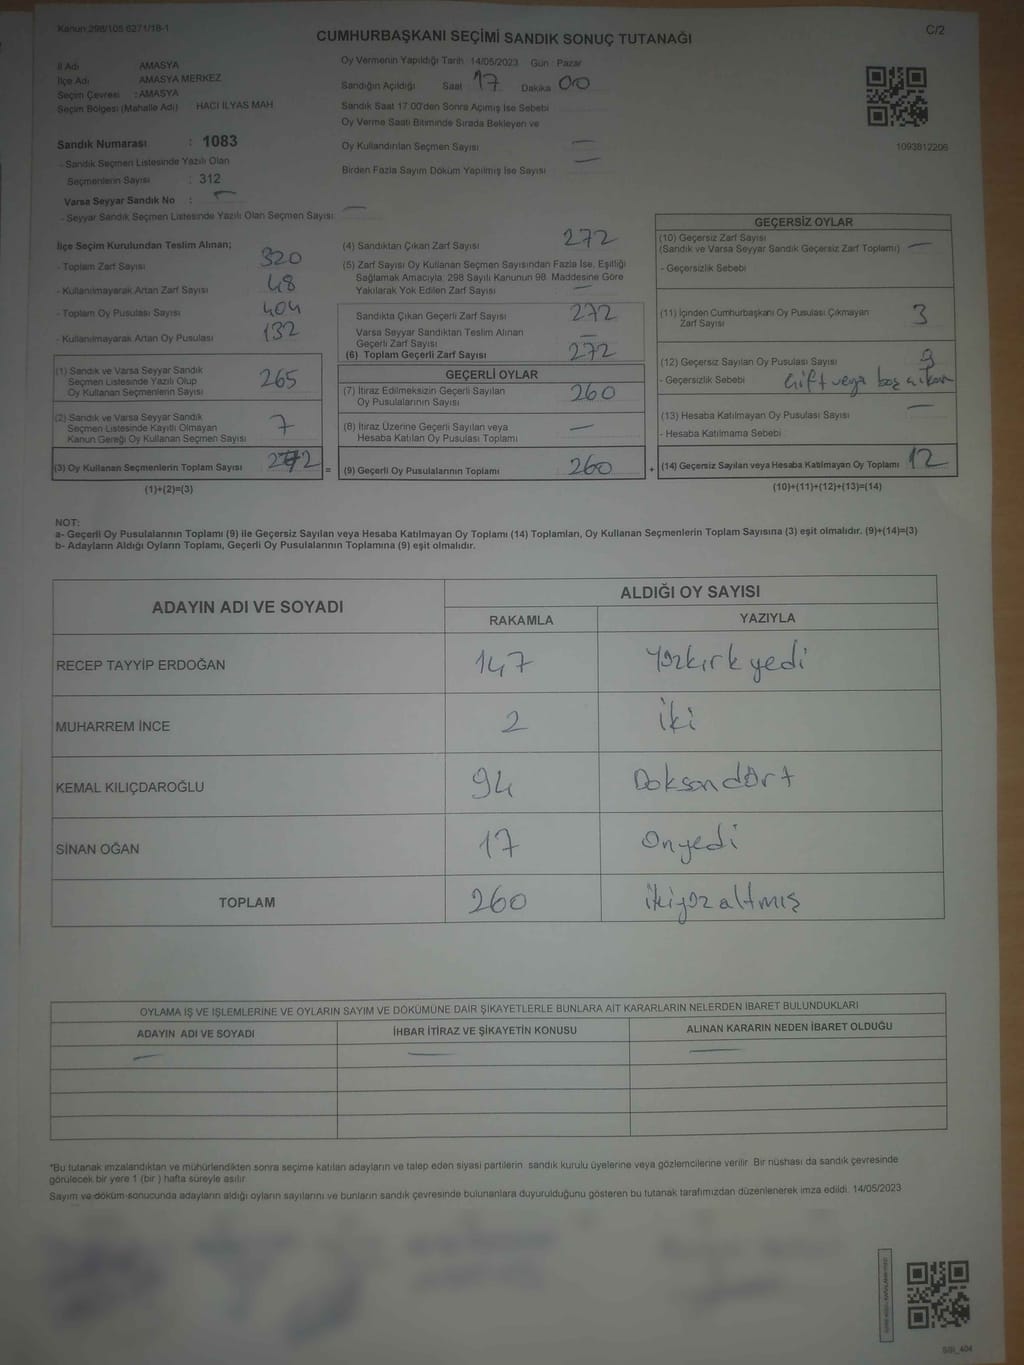 Kanun:298/105 6271/18-1
C/2
CUMHURBAŞKANI SEÇİMİ SANDIK SONUÇ TUTANAĞI
İl Adı AMASYA
İlçe Adı AMASYA MERKEZ
Seçim Çevresi : AMASYA
Seçim Bölgesi (Mahalle Adı) HACI İLYAS MAH
Sandık Numarası : 1083
- Sandık Seçmen Listesinde Yazılı Olan
Seçmenlerin Sayısı : 312
Varsa Seyyar Sandık No : —
- Seyyar Sandık Seçmen Listesinde Yazılı Olan Seçmen Sayısı: —
Oy Vermenin Yapıldığı Tarih: 14/05/2023 Gün : Pazar
Sandığın Açıldığı Saat 17 Dakika 00
Sandık Saat 17:00'den Sonra Açımış İse Sebebi
Oy Verme Saati Bitiminde Sırada Bekleyen ve
Oy Kullandırılan Seçmen Sayısı —
Birden Fazla Sayım Döküm Yapılmış İse Sayısı —
1093812206
İlçe Seçim Kurulundan Teslim Alınan;
- Toplam Zarf Sayısı 320
- Kullanılmayarak Artan Zarf Sayısı 48
- Toplam Oy Pusulası Sayısı 404
- Kullanılmayarak Artan Oy Pusulası 132
(1) Sandık ve Varsa Seyyar Sandık
Seçmen Listesinde Yazılı Olup
Oy Kullanan Seçmenlerin Sayısı 265
(2) Sandık ve Varsa Seyyar Sandık
Seçmen Listesinde Kayıtlı Olmayan
Kanun Gereği Oy Kullanan Seçmen Sayısı 7
(3) Oy Kullanan Seçmenlerin Toplam Sayısı 272 =
(1)+(2)=(3)
(4) Sandıktan Çıkan Zarf Sayısı 272
(5) Zarf Sayısı Oy Kullanan Seçmen Sayısından Fazla İse, Eşitliği
Sağlamak Amacıyla; 298 Sayılı Kanunun 98. Maddesine Göre
Yakılarak Yok Edilen Zarf Sayısı —
Sandıkta Çıkan Geçerli Zarf Sayısı 272
Varsa Seyyar Sandıktan Teslim Alınan
Geçerli Zarf Sayısı —
(6) Toplam Geçerli Zarf Sayısı 272
GEÇERLİ OYLAR
(7) İtiraz Edilmeksizin Geçerli Sayılan
Oy Pusulalarının Sayısı 260
(8) İtiraz Üzerine Geçerli Sayılan veya
Hesaba Katılan Oy Pusulası Toplamı —
(9) Geçerli Oy Pusulalarının Toplamı 260 +
GEÇERSİZ OYLAR
(10) Geçersiz Zarf Sayısı
(Sandık ve Varsa Seyyar Sandık Geçersiz Zarf Toplamı) —
- Geçersizlik Sebebi
(11) İçinden Cumhurbaşkanı Oy Pusulası Çıkmayan
Zarf Sayısı 3
(12) Geçersiz Sayılan Oy Pusulası Sayısı 9
- Geçersizlik Sebebi Çift veya boş çıkan
(13) Hesaba Katılmayan Oy Pusulası Sayısı —
- Hesaba Katılmama Sebebi
(14) Geçersiz Sayılan veya Hesaba Katılmayan Oy Toplamı 12
(10)+(11)+(12)+(13)=(14)
NOT:
a- Geçerli Oy Pusulalarının Toplamı (9) ile Geçersiz Sayılan veya Hesaba Katılmayan Oy Toplamı (14) Toplamları, Oy Kullanan Seçmenlerin Toplam Sayısına (3) eşit olmalıdır. (9)+(14)=(3)
b- Adayların Aldığı Oyların Toplamı, Geçerli Oy Pusulalarının Toplamına (9) eşit olmalıdır.
ADAYIN ADI VE SOYADI ALDIĞI OY SAYISI
RAKAMLA YAZIYLA
RECEP TAYYİP ERDOĞAN 147 Yüzkırkyedi
MUHARREM İNCE 2 iki
KEMAL KILIÇDAROĞLU 94 Doksandört
SİNAN OĞAN 17 Onyedi
TOPLAM 260 ikiyüzaltmış
OYLAMA İŞ VE İŞLEMLERİNE VE OYLARIN SAYIM VE DÖKÜMÜNE DAİR ŞİKAYETLERLE BUNLARA AİT KARARLARIN NELERDEN İBARET BULUNDUKLARI
ADAYIN ADI VE SOYADI İHBAR İTİRAZ VE ŞİKAYETİN KONUSU ALINAN KARARIN NEDEN İBARET OLDUĞU
— — —
*Bu tutanak imzalandıktan ve mühürlendikten sonra seçime katılan adayların ve talep eden siyasi partilerin sandık kurulu üyelerine veya gözlemcilerine verilir. Bir nüshası da sandık çevresinde
görülecek bir yere 1 (bir ) hafta süreyle asılır.
Sayım ve döküm sonucunda adayların aldığı oyların sayılarını ve bunların sandık çevresinde bulunanlara duyurulduğunu gösteren bu tutanak tarafımızdan düzenlenerek imza edildi. 14/05/2023